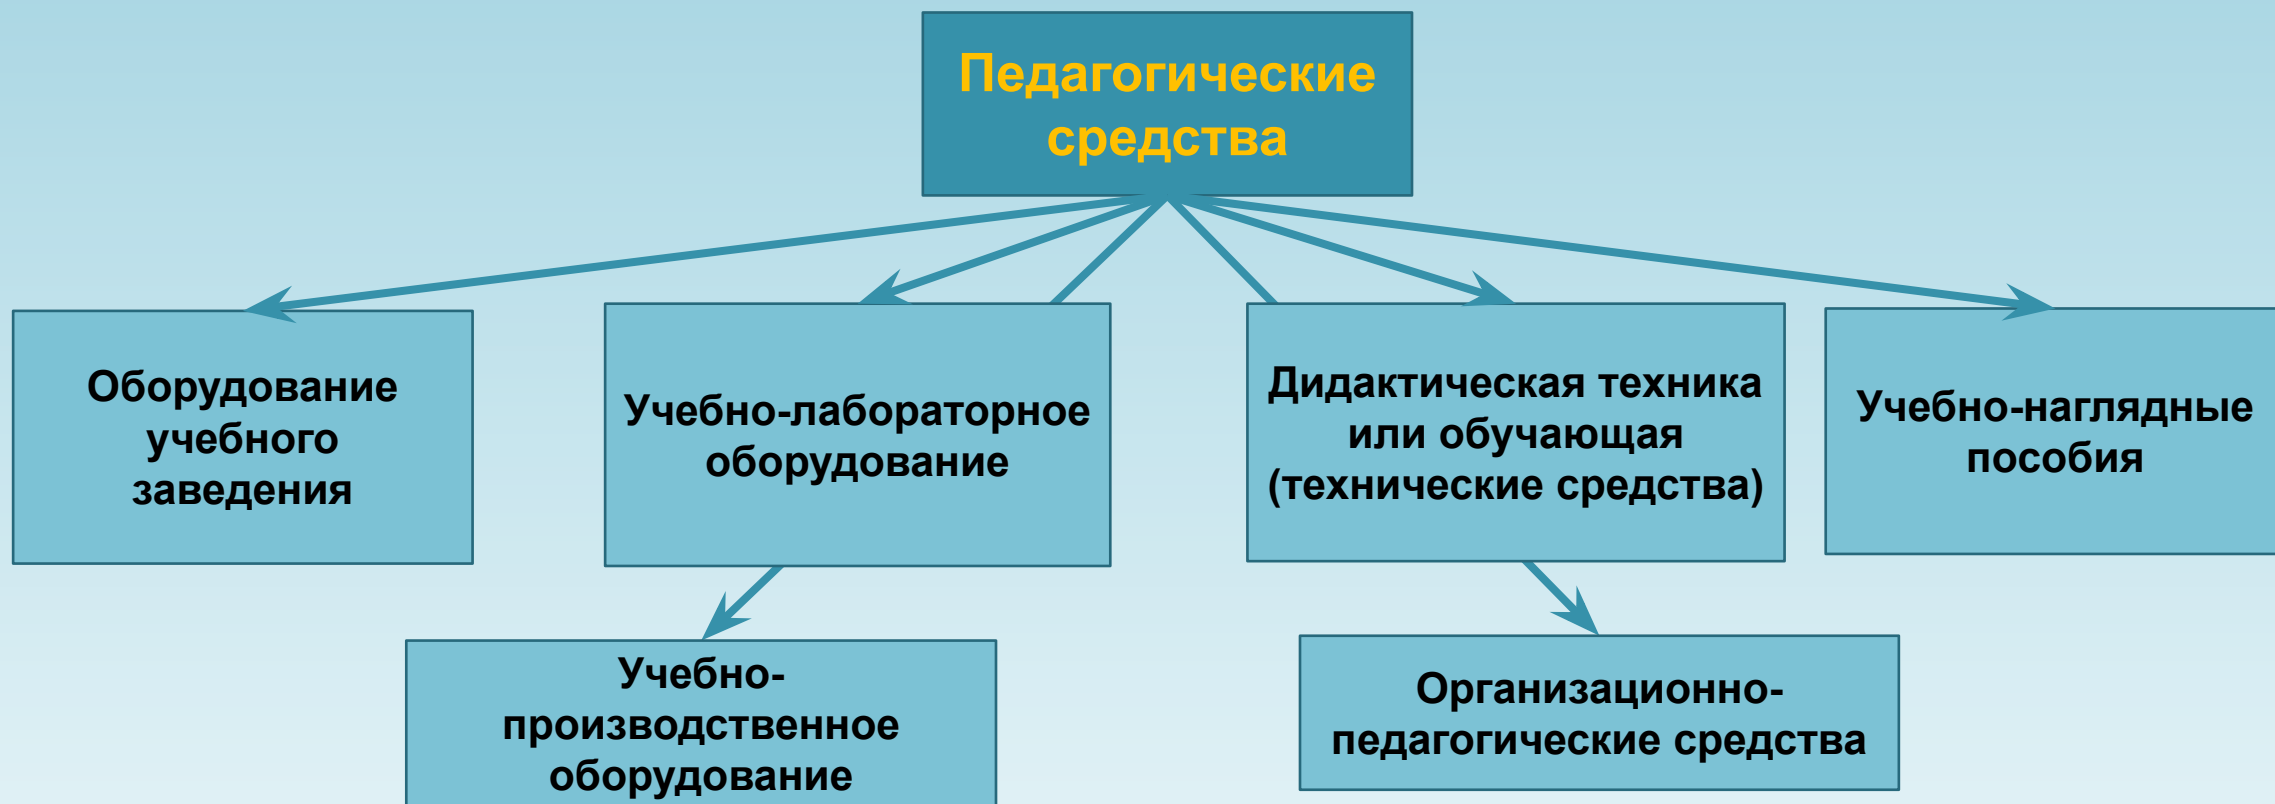 Педагогические
средства
Оборудование
учебного
заведения
Учебно-лабораторное
оборудование
Дидактическая техника
или обучающая
(технические средства)
Учебно-наглядные
пособия
Учебно-
производственное
оборудование
Организационно-
педагогические средства